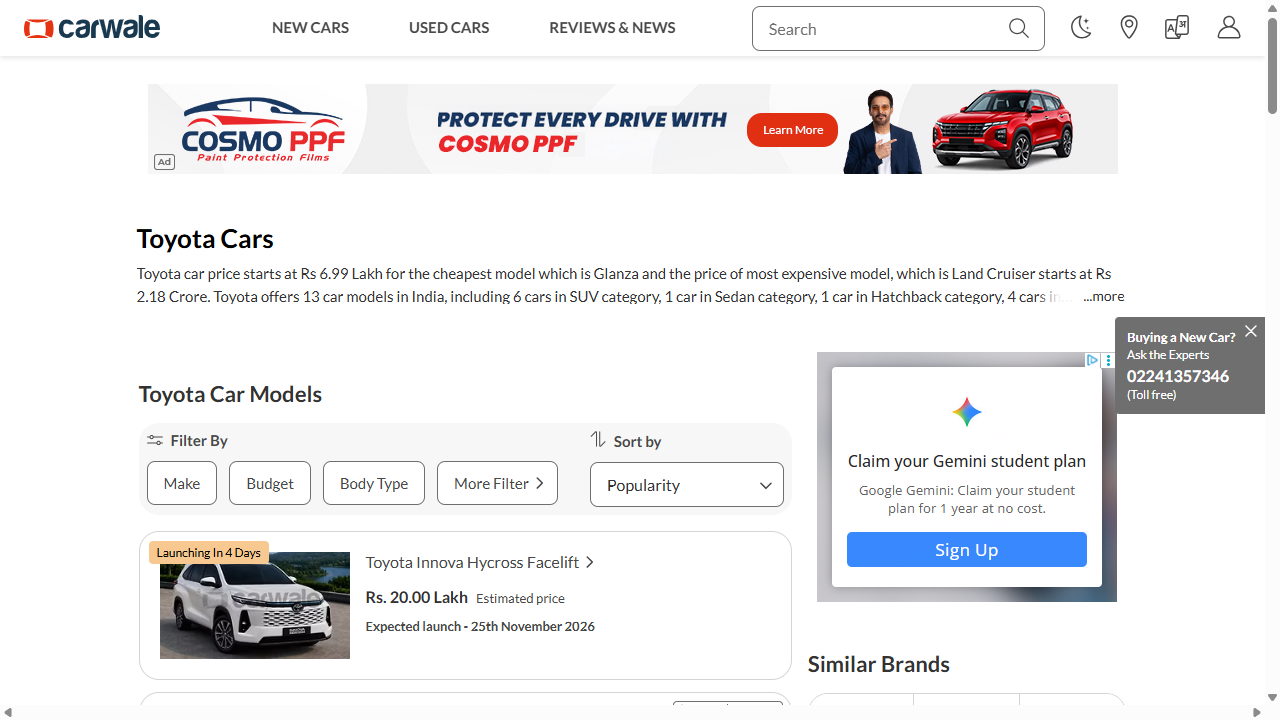 carwale
NEW CARS
USED CARS
REVIEWS & NEWS
Search
COSMO PPF
Paint Protection Films
Ad
PROTECT EVERY DRIVE WITH
COSMO PPF
Learn More
Toyota Cars
Toyota car price starts at Rs 6.99 Lakh for the cheapest model which is Glanza and the price of most expensive model, which is Land Cruiser starts at Rs
2.18 Crore. Toyota offers 13 car models in India, including 6 cars in SUV category, 1 car in Sedan category, 1 car in Hatchback category, 4 cars in... ...more
Buying a New Car?
Ask the Experts
02241357346
(Toll free)
Toyota Car Models
Filter By
Sort by
Make
Budget
Body Type
More Filter
Popularity
Launching In 4 Days
carwale
Toyota Innova Hycross Facelift
Rs. 20.00 Lakh Estimated price
Expected launch - 25th November 2026
Claim your Gemini student plan
Google Gemini: Claim your student
plan for 1 year at no cost.
Sign Up
Similar Brands